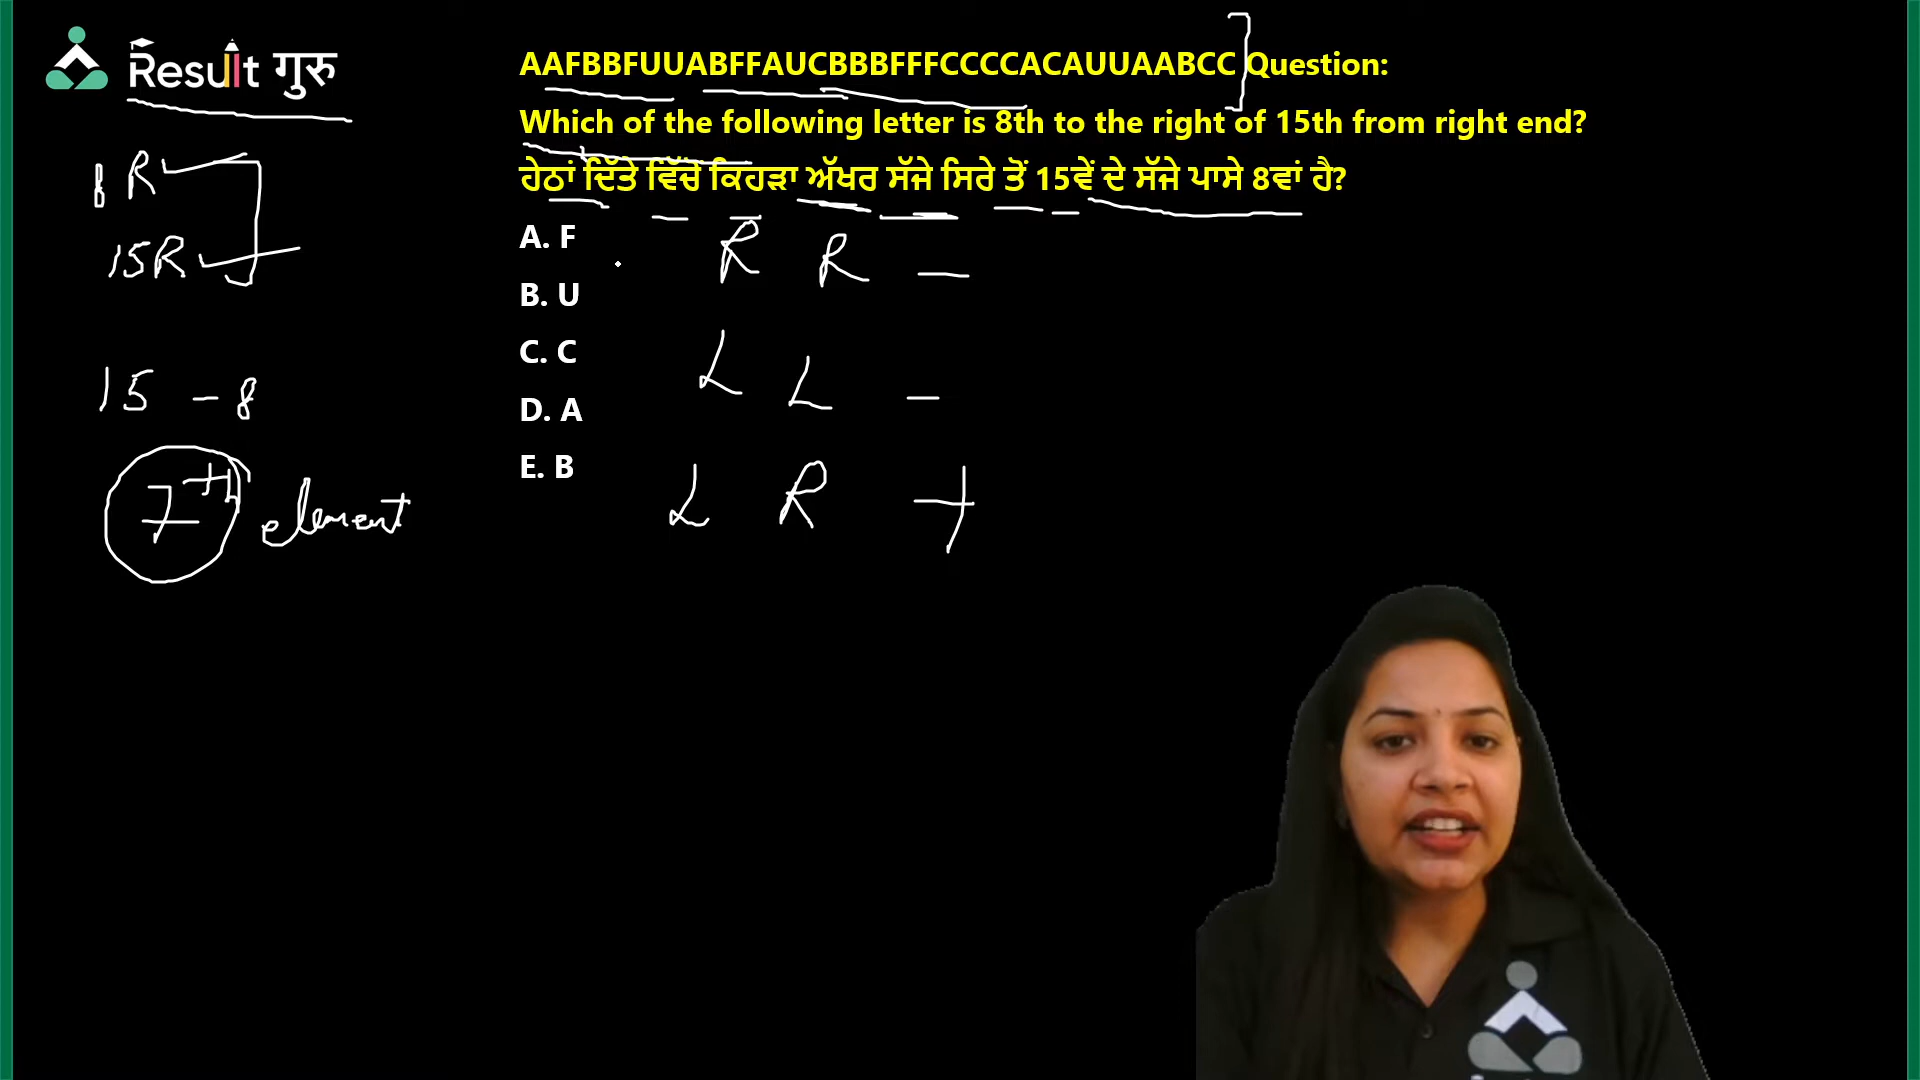 Result गुरु
AAFBBFUUABFFAUCBBBFFFCCCCACAUUAABCC Question:
Which of the following letter is 8th to the right of 15th from right end?
ਹੇਠਾਂ ਦਿੱਤੇ ਵਿੱਚੋਂ ਕਿਹੜਾ ਅੱਖਰ ਸੱਜੇ ਸਿਰੇ ਤੋਂ 15ਵੇਂ ਦੇ ਸੱਜੇ ਪਾਸੇ 8ਵਾਂ ਹੈ?
A. F
B. U
C. C
D. A
E. B
8 R
15R
15 - 8
7th element
R R -
L L -
L R +